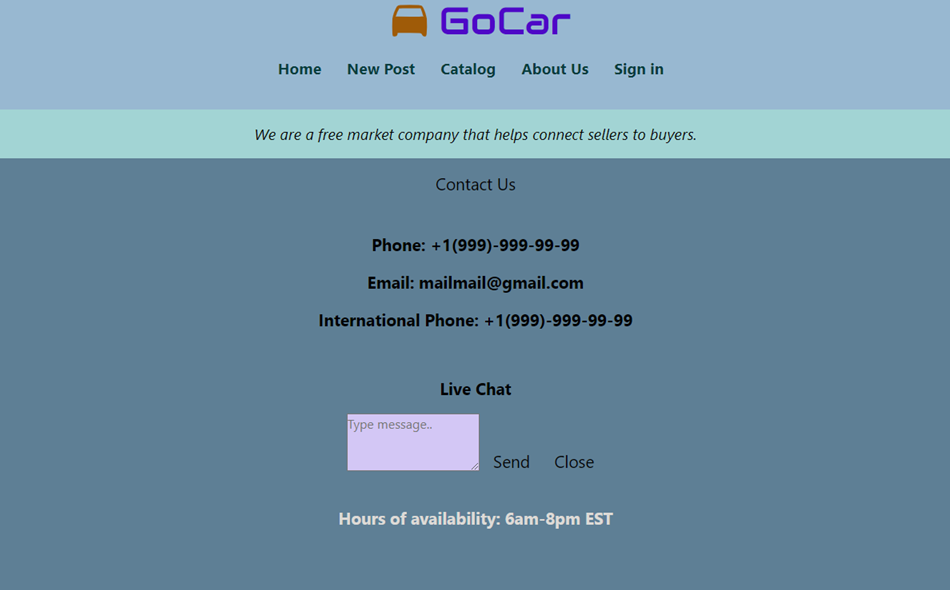 GoCar
Home New Post Catalog About Us Sign in
We are a free market company that helps connect sellers to buyers.
Contact Us
Phone: +1(999)-999-99-99
Email: mailmail@gmail.com
International Phone: +1(999)-999-99-99
Live Chat
Type message..
Send Close
Hours of availability: 6am-8pm EST